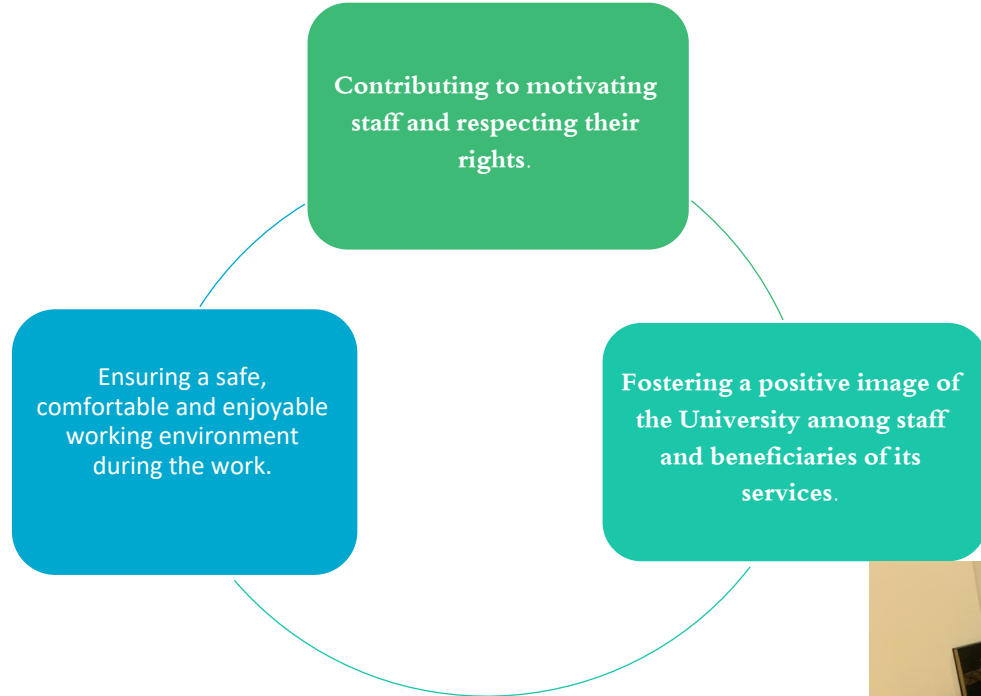 Contributing to motivating
staff and respecting their
rights.
Ensuring a safe,
comfortable and enjoyable
working environment
during the work.
Fostering a positive image of
the University among staff
and beneficiaries of its
services.